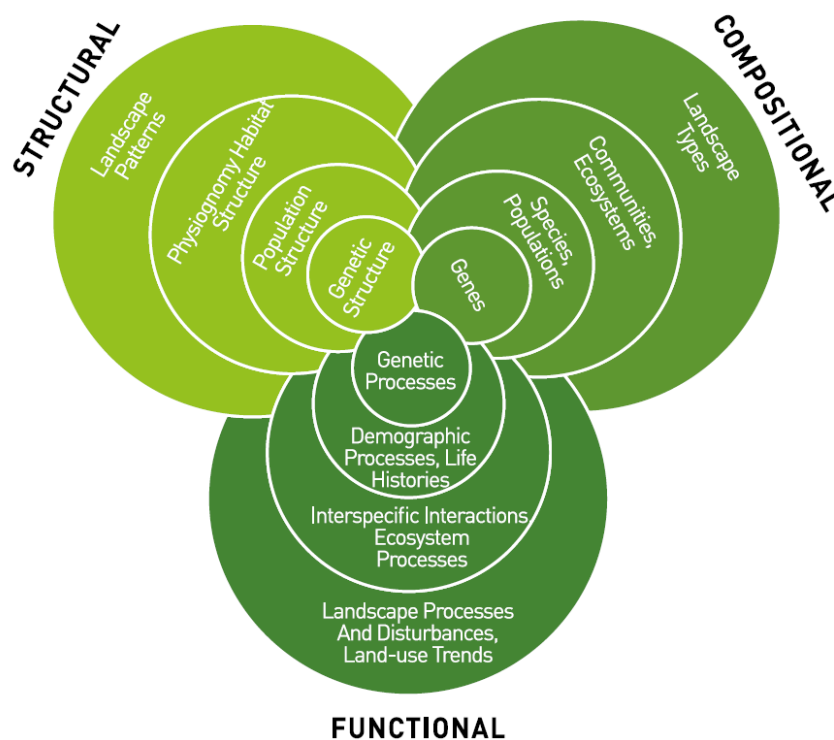 STRUCTURAL
Landscape
Patterns
Physiognomy Habitat
Structure
Population
Structure
Genetic
Structure
COMPOSITIONAL
Landscape
Types
Communities,
Ecosystems
Species,
Populations
Genes
Genetic
Processes
Demographic
Processes, Life
Histories
Interspecific Interactions,
Ecosystem
Processes
Landscape Processes
And Disturbances,
Land-use Trends
FUNCTIONAL